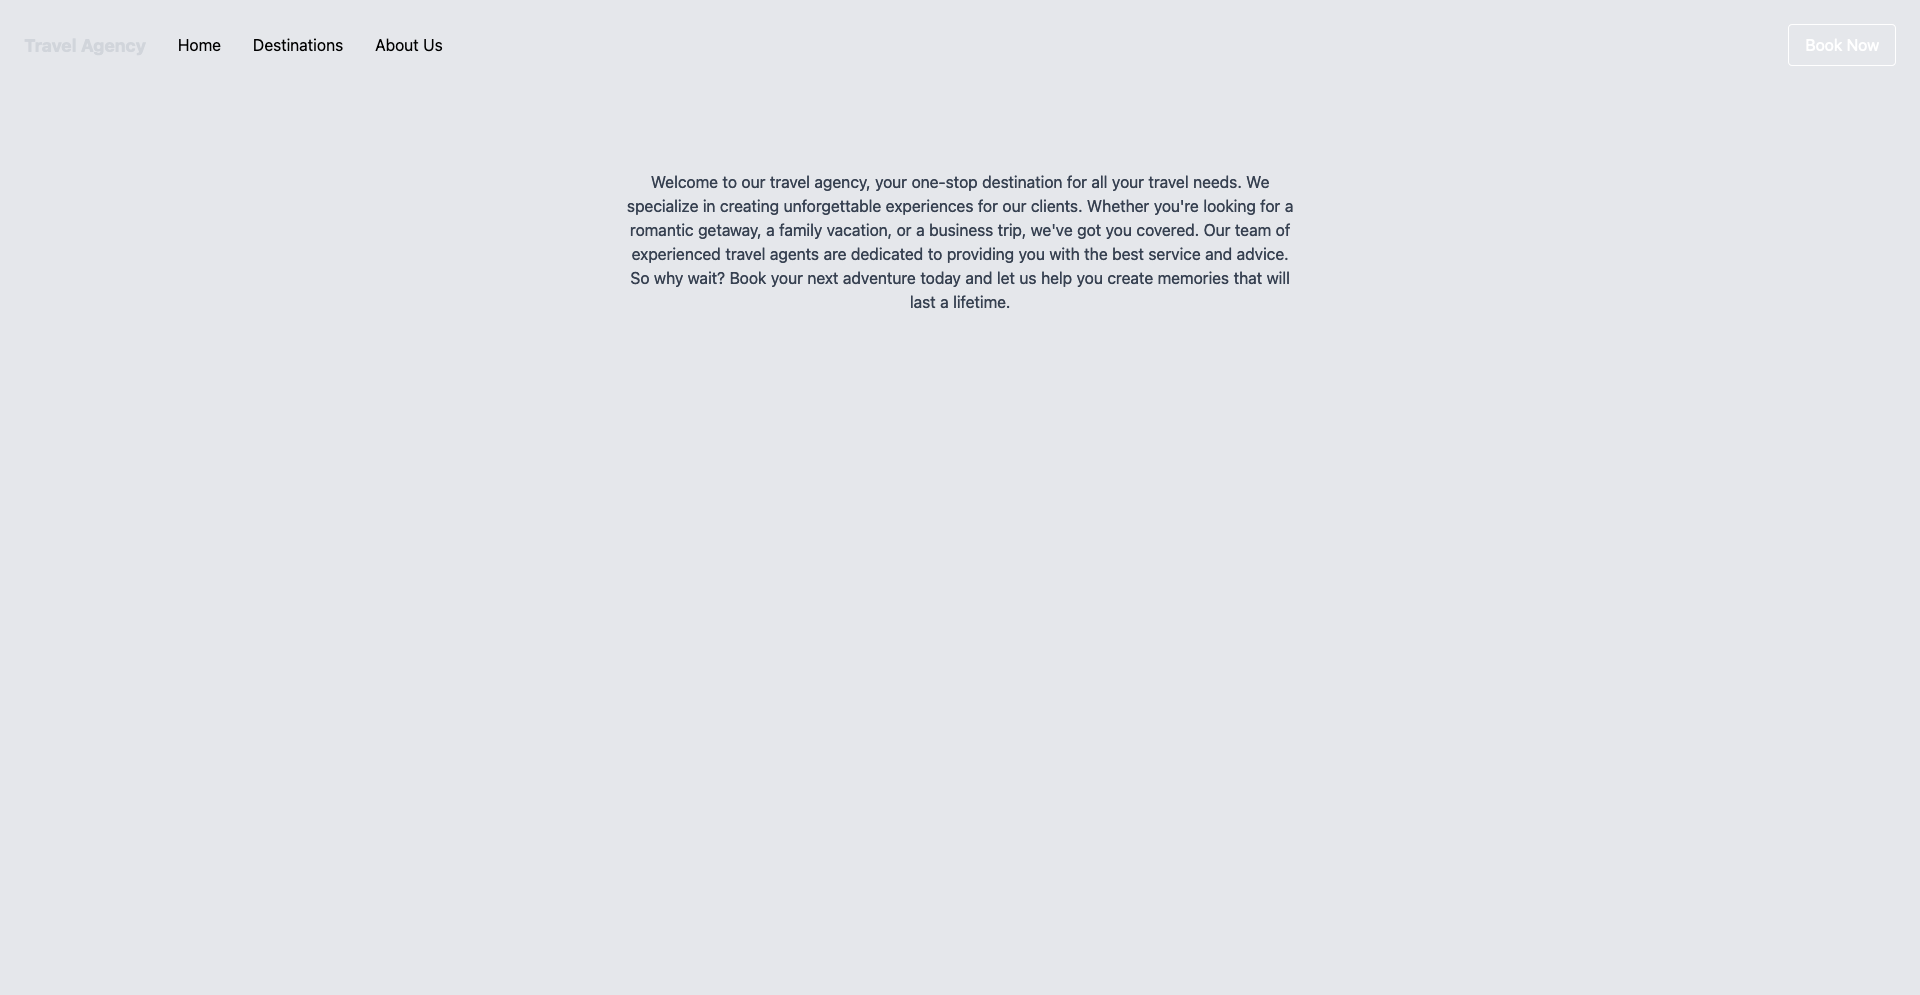 Travel Agency
Home
Destinations
About Us
Book Now
Welcome to our travel agency, your one-stop destination for all your travel needs. We
specialize in creating unforgettable experiences for our clients. Whether you're looking for a
romantic getaway, a family vacation, or a business trip, we've got you covered. Our team of
experienced travel agents are dedicated to providing you with the best service and advice.
So why wait? Book your next adventure today and let us help you create memories that will
last a lifetime.